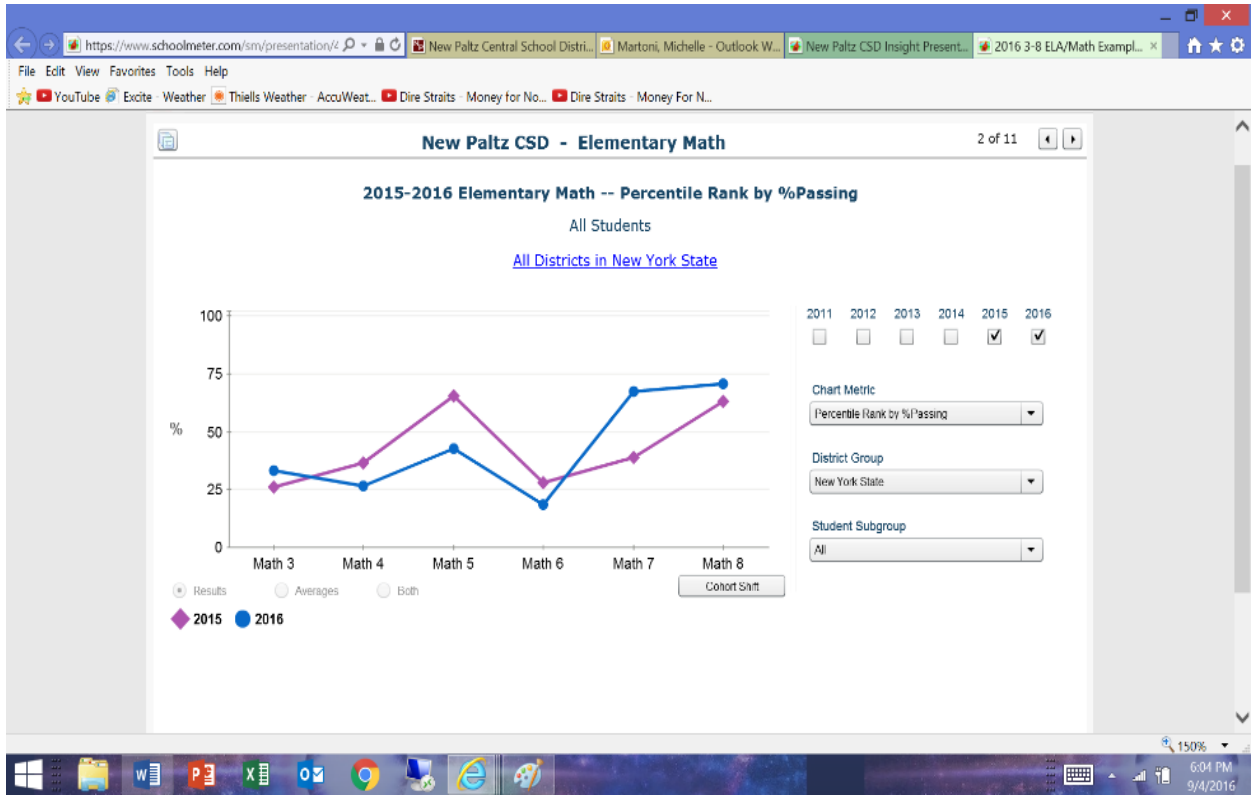 https://www.schoolmeter.com/sm/presentation/4
New Paltz Central School Distri...
Martoni, Michelle - Outlook W...
New Paltz CSD Insight Present...
2016 3-8 ELA/Math Exampl...
File Edit View Favorites Tools Help
YouTube Excite - Weather Thiells Weather - AccuWeat... Dire Straits - Money for No... Dire Straits - Money For N...
New Paltz CSD - Elementary Math
2 of 11
2015-2016 Elementary Math -- Percentile Rank by %Passing
All Students
All Districts in New York State
100
75
%
50
25
0
Math 3 Math 4 Math 5 Math 6 Math 7 Math 8
Results Averages Both
Cohort Shift
2015 2016
2011 2012 2013 2014 2015 2016
Chart Metric
Percentile Rank by %Passing
District Group
New York State
Student Subgroup
All
150%
6:04 PM
9/4/2016